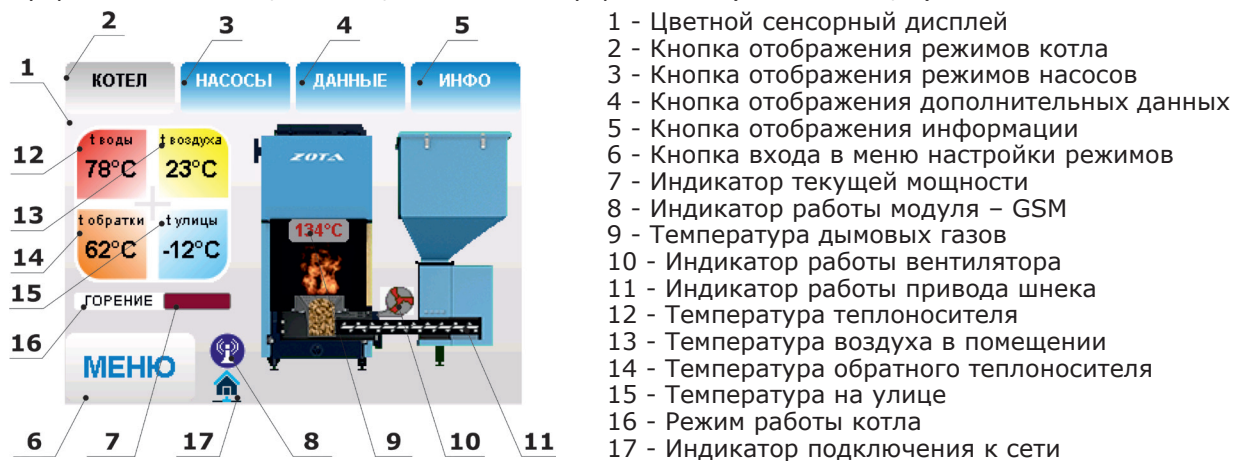 2
3
4
5
1
КОТЕЛ
НАСОСЫ
ДАННЫЕ
ИНФО
12
t воды
78°C
t воздуха
23°C
13
t обратки
62°C
t улицы
-12°C
14
15
ZOTA
134°C
ГОРЕНИЕ
16
МЕНЮ
6
7
17
8
9
10
11
1 - Цветной сенсорный дисплей
2 - Кнопка отображения режимов котла
3 - Кнопка отображения режимов насосов
4 - Кнопка отображения дополнительных данных
5 - Кнопка отображения информации
6 - Кнопка входа в меню настройки режимов
7 - Индикатор текущей мощности
8 - Индикатор работы модуля – GSM
9 - Температура дымовых газов
10 - Индикатор работы вентилятора
11 - Индикатор работы привода шнека
12 - Температура теплоносителя
13 - Температура воздуха в помещении
14 - Температура обратного теплоносителя
15 - Температура на улице
16 - Режим работы котла
17 - Индикатор подключения к сети